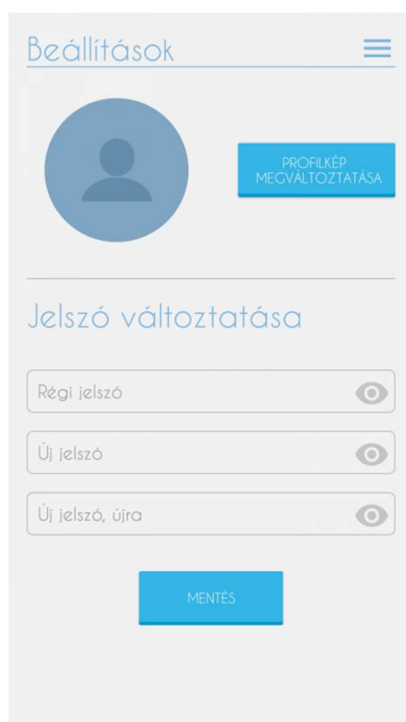 Beállítások
PROFILKÉP
MEGVÁLTOZTATÁSA
Jelszó változtatása
Régi jelszó
Új jelszó
Új jelszó, újra
MENTÉS